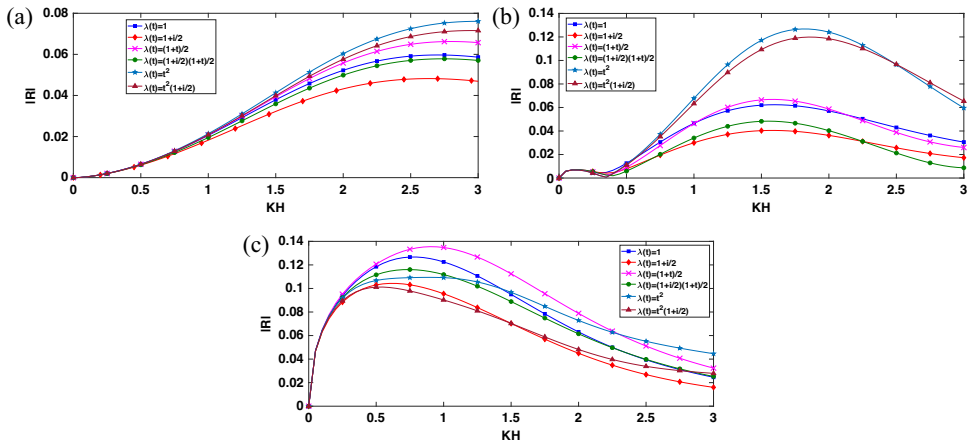 (a)
0.08
0.06
0.04
0.02
0.0
0 0.5 1 1.5 2 2.5 3
KH
|R|
λ(t)=1
λ(t)=1+i/2
λ(t)=(1+t)/2
λ(t)=(1+i/2)(1+t)/2
λ(t)=t²
λ(t)=t²(1+i/2)
(b)
0.14
0.12
0.1
0.08
0.06
0.04
0.02
0
0 0.5 1 1.5 2 2.5 3
KH
|R|
λ(t)=1
λ(t)=1+i/2
λ(t)=(1+t)/2
λ(t)=(1+i/2)(1+t)/2
λ(t)=t²
λ(t)=t²(1+i/2)
(c)
0.14
0.12
0.1
0.08
0.06
0.04
0.02
0
0 0.5 1 1.5 2 2.5 3
KH
|R|
λ(t)=1
λ(t)=1+i/2
λ(t)=(1+t)/2
λ(t)=(1+i/2)(1+t)/2
λ(t)=t²
λ(t)=t²(1+i/2)